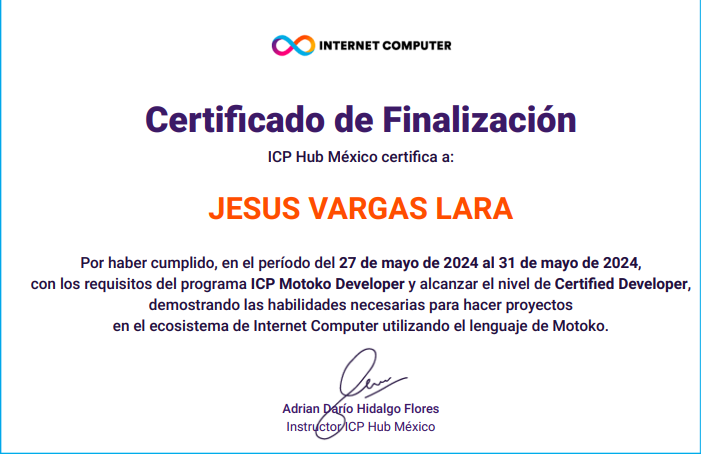 INTERNET COMPUTER
Certificado de Finalización
ICP Hub México certifica a:
JESUS VARGAS LARA
Por haber cumplido, en el período del 27 de mayo de 2024 al 31 de mayo de 2024,
con los requisitos del programa ICP Motoko Developer y alcanzar el nivel de Certified Developer,
demostrando las habilidades necesarias para hacer proyectos
en el ecosistema de Internet Computer utilizando el lenguaje de Motoko.
Adrian Darío Hidalgo Flores
Instructor ICP Hub México